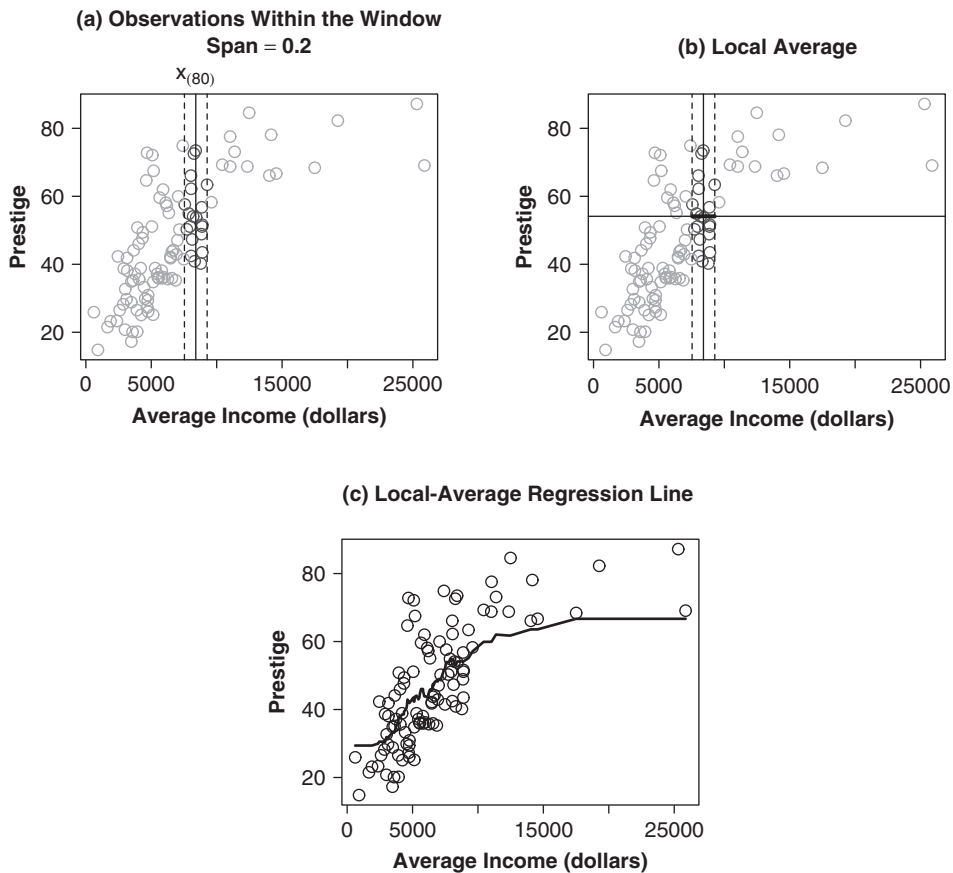 (a) Observations Within the Window
Span = 0.2
x(80)
80
60
40
20
Prestige
0 5000 15000 25000
Average Income (dollars)
(b) Local Average
80
60
40
20
Prestige
0 5000 15000 25000
Average Income (dollars)
(c) Local-Average Regression Line
80
60
40
20
Prestige
0 5000 15000 25000
Average Income (dollars)